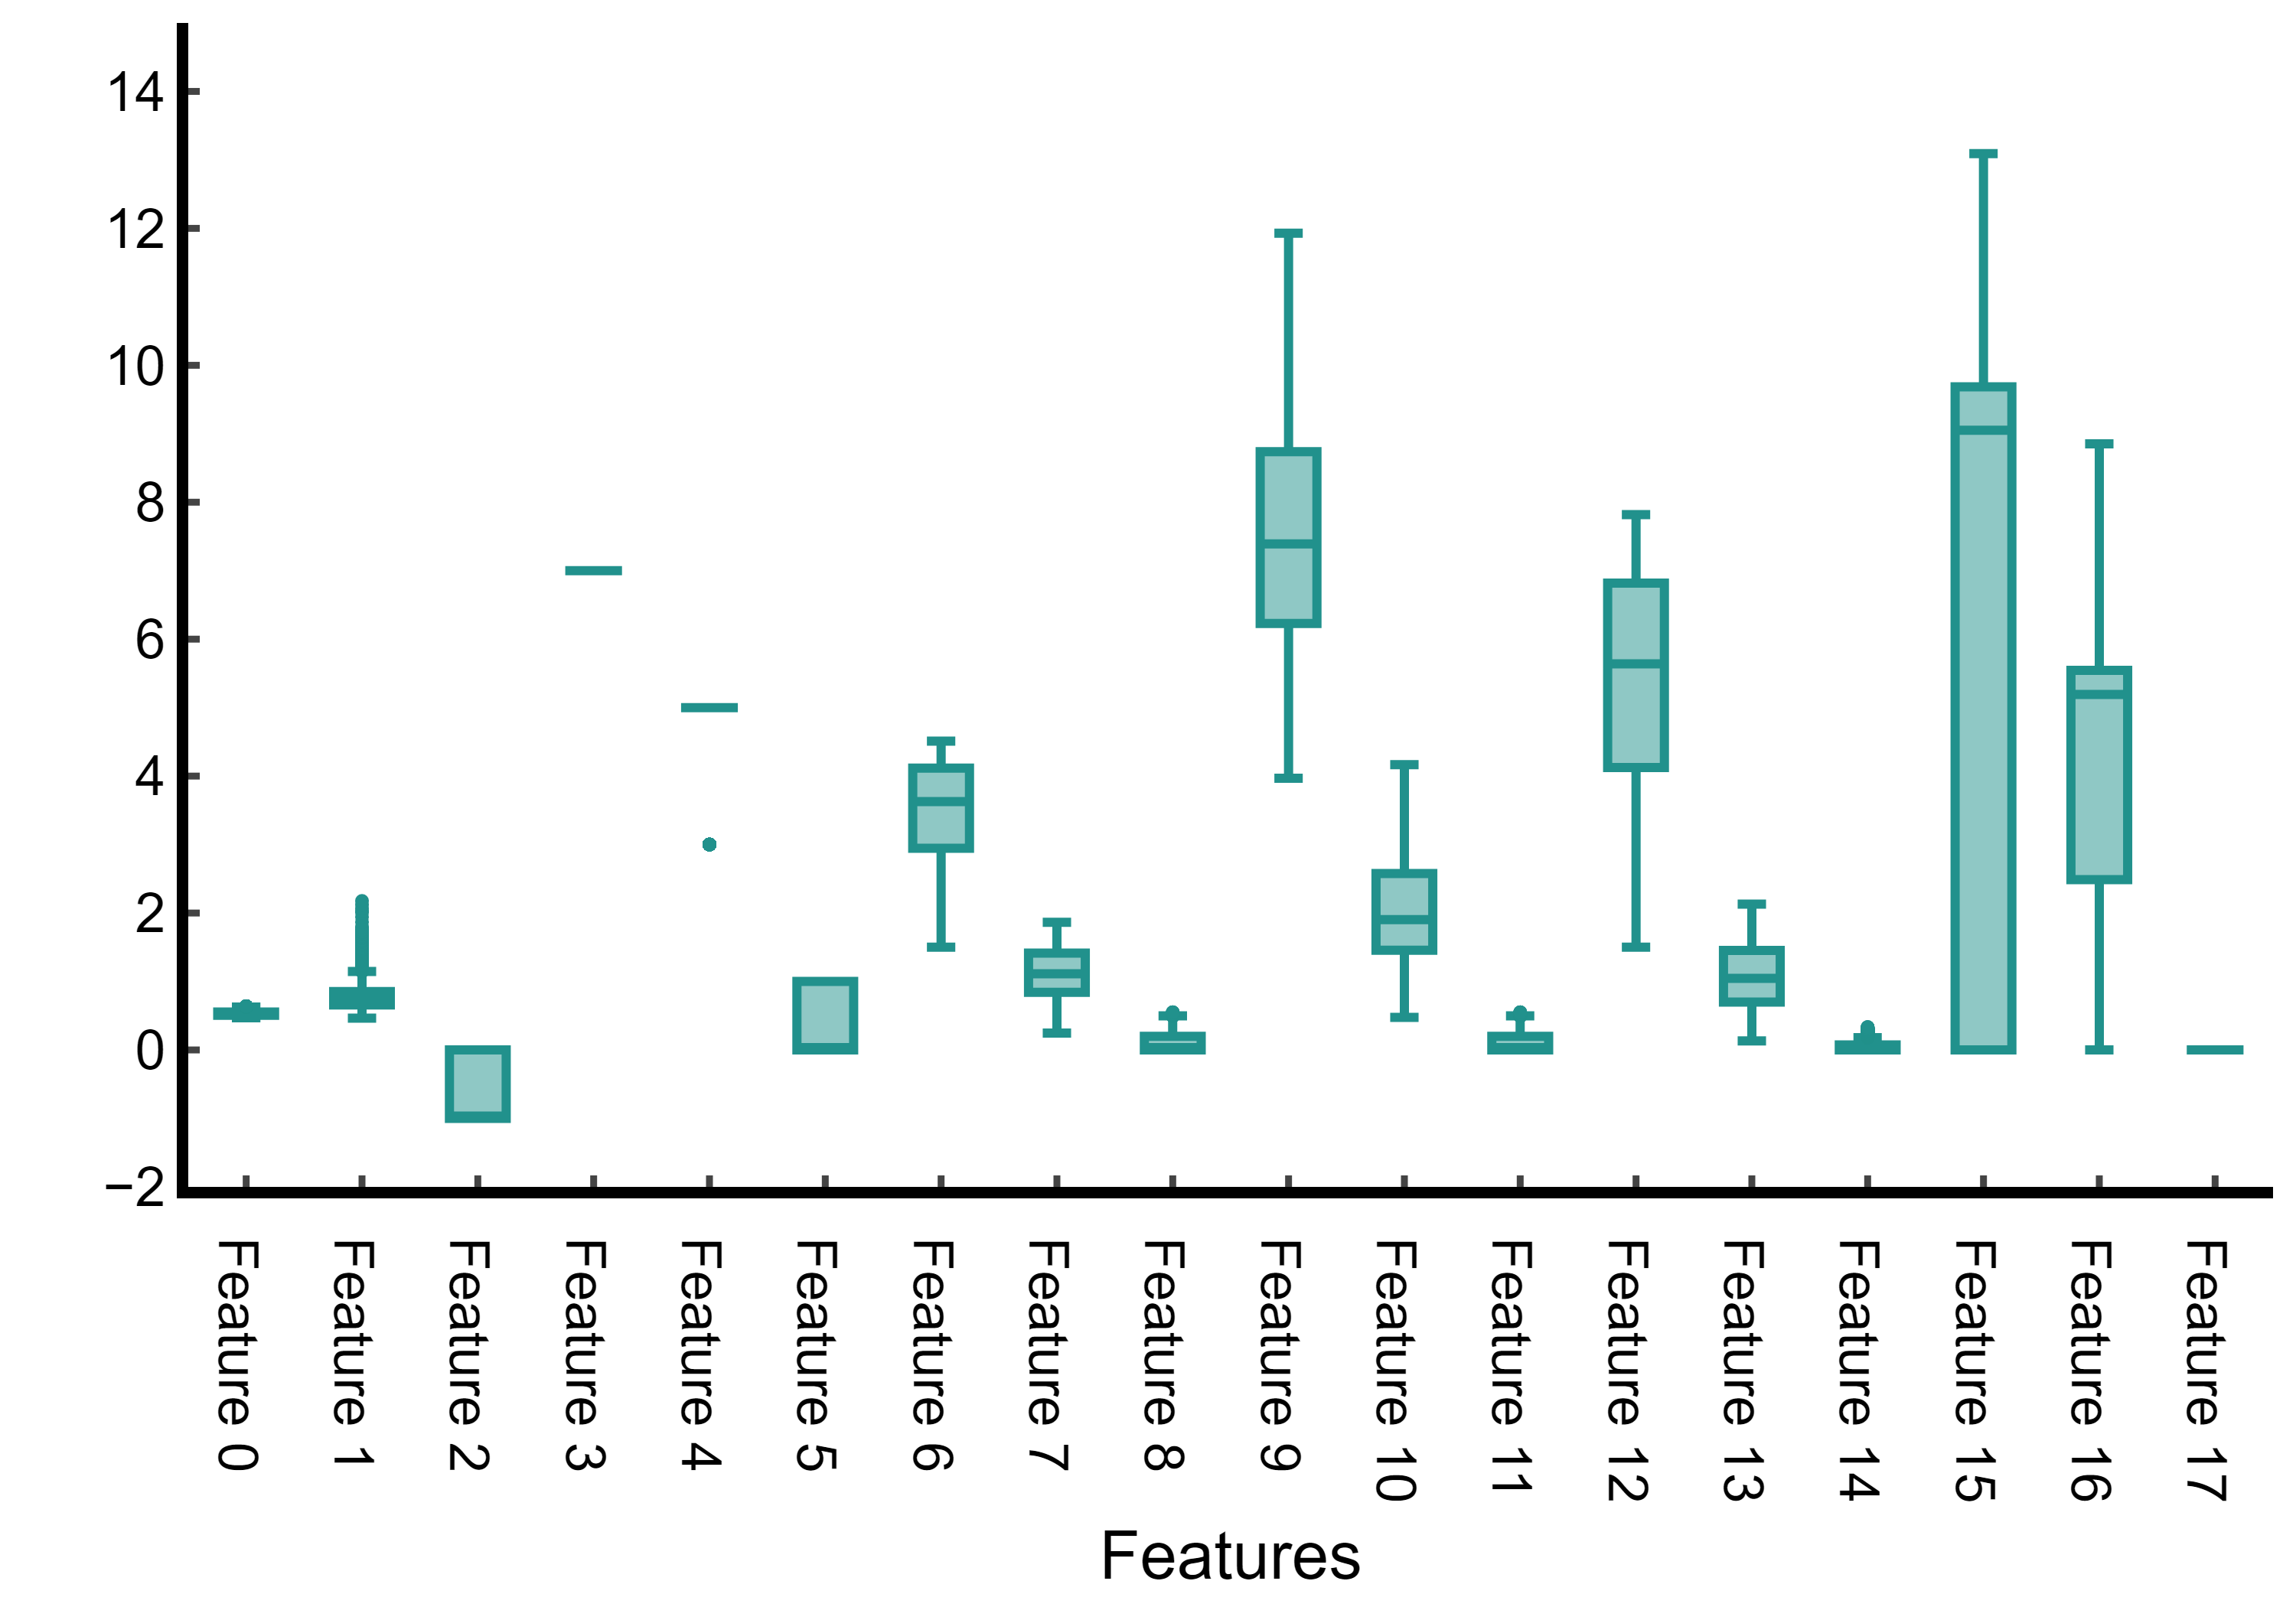 14
12
10
8
6
4
2
0
−2
Feature 0
Feature 1
Feature 2
Feature 3
Feature 4
Feature 5
Feature 6
Feature 7
Feature 8
Feature 9
Feature 10
Feature 11
Feature 12
Feature 13
Feature 14
Feature 15
Feature 16
Feature 17
Features